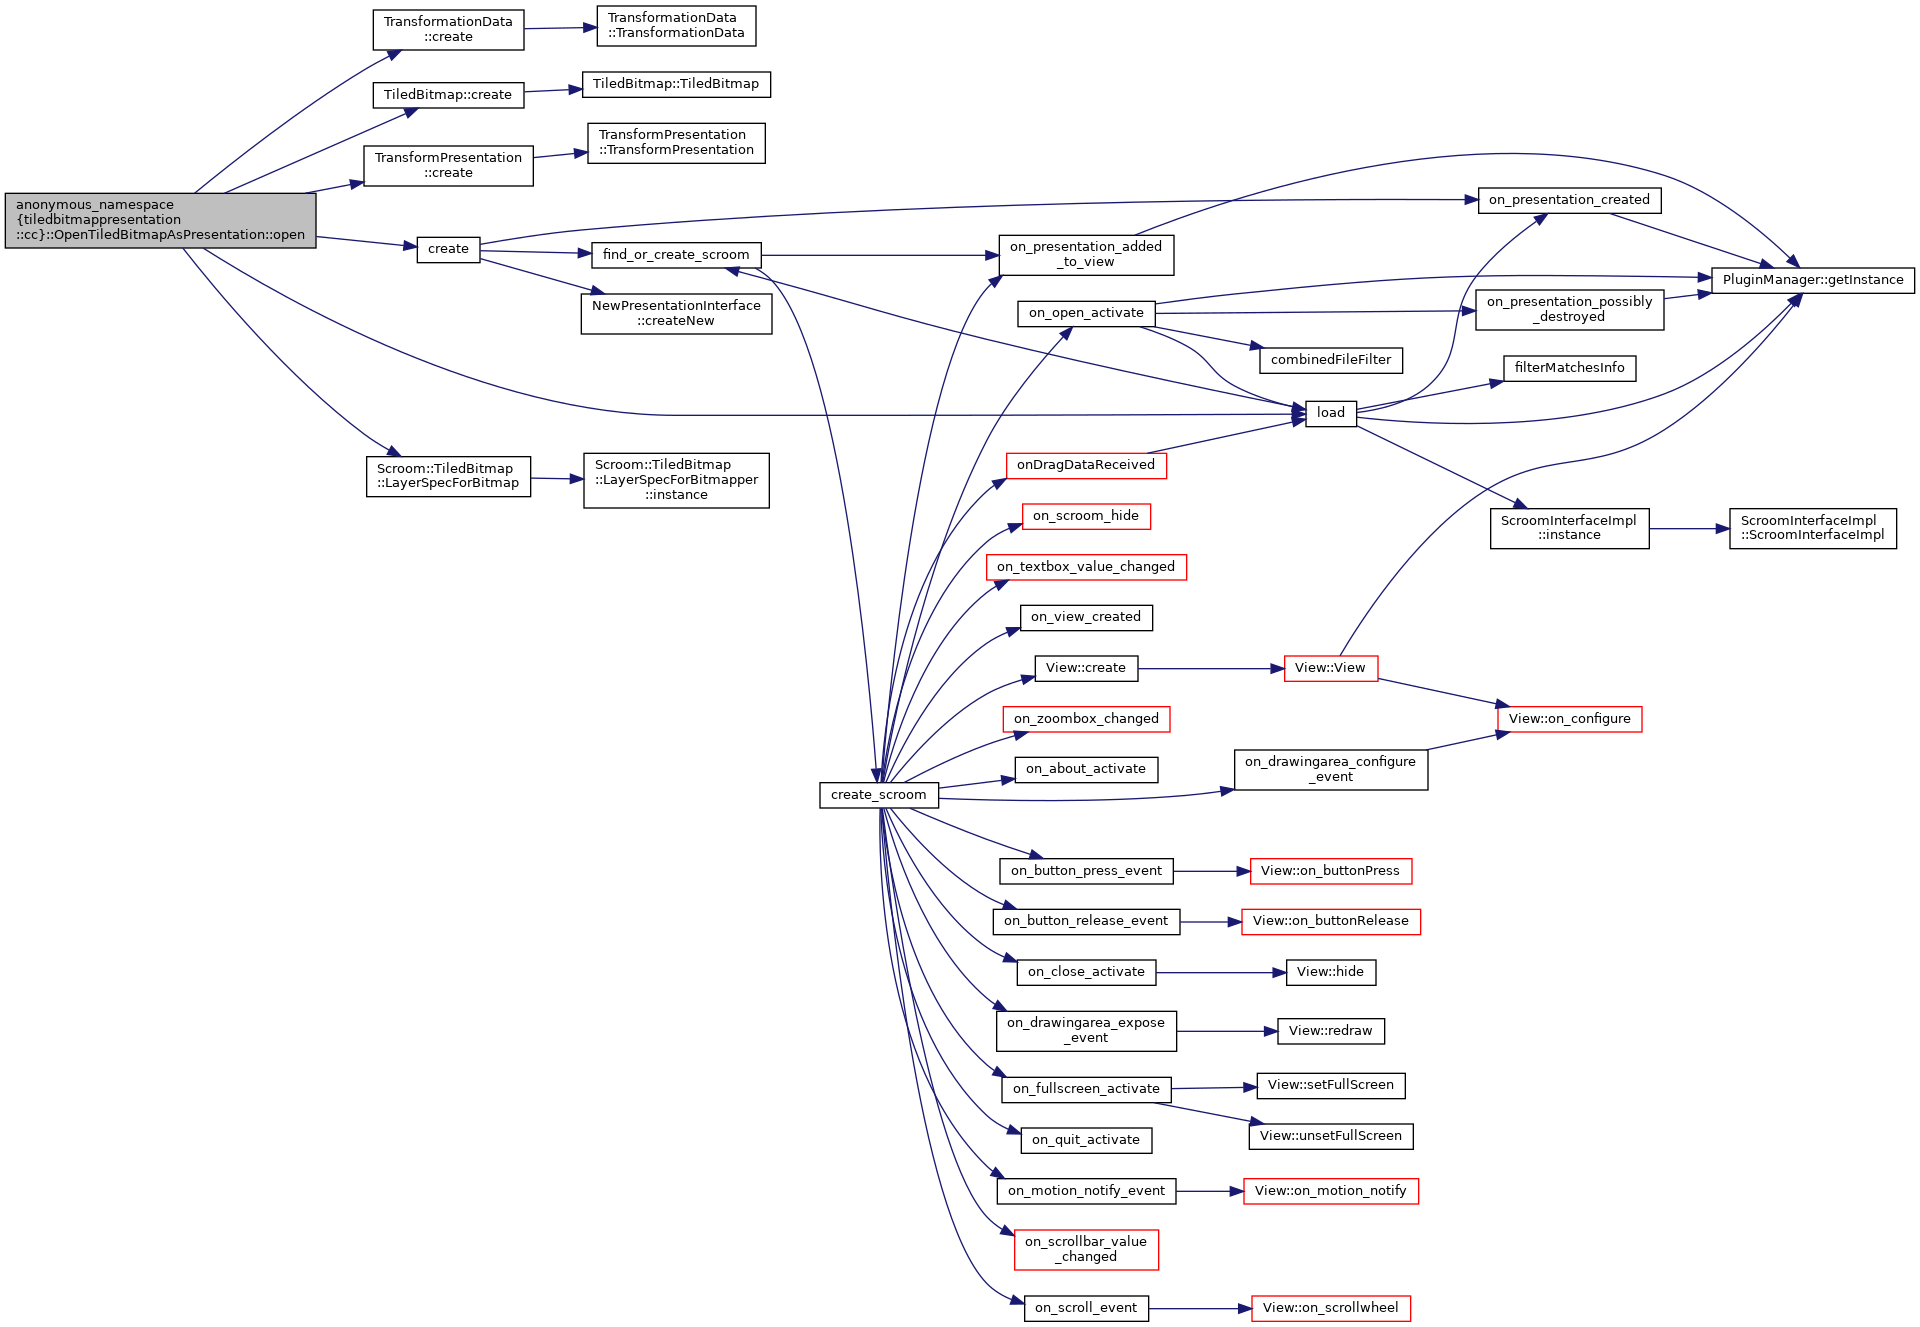 TransformationData
::create
TransformationData
::TransformationData
TiledBitmap::create
TiledBitmap::TiledBitmap
TransformPresentation
::create
TransformPresentation
::TransformPresentation
anonymous_namespace
{tiledbitmappresentation
::cc}::OpenTiledBitmapAsPresentation::open
create
find_or_create_scroom
NewPresentationInterface
::createNew
on_presentation_added
_to_view
on_presentation_created
PluginManager::getInstance
on_open_activate
on_presentation_possibly
_destroyed
combinedFileFilter
filterMatchesInfo
load
Scroom::TiledBitmap
::LayerSpecForBitmap
Scroom::TiledBitmap
::LayerSpecForBitmapper
::instance
onDragDataReceived
on_scroom_hide
ScroomInterfaceImpl
::instance
ScroomInterfaceImpl
::ScroomInterfaceImpl
on_textbox_value_changed
on_view_created
View::create
View::View
on_zoombox_changed
View::on_configure
on_about_activate
on_drawingarea_configure
_event
create_scroom
on_button_press_event
View::on_buttonPress
on_button_release_event
View::on_buttonRelease
on_close_activate
View::hide
on_drawingarea_expose
_event
View::redraw
on_fullscreen_activate
View::setFullScreen
View::unsetFullScreen
on_quit_activate
on_motion_notify_event
View::on_motion_notify
on_scrollbar_value
_changed
on_scroll_event
View::on_scrollwheel